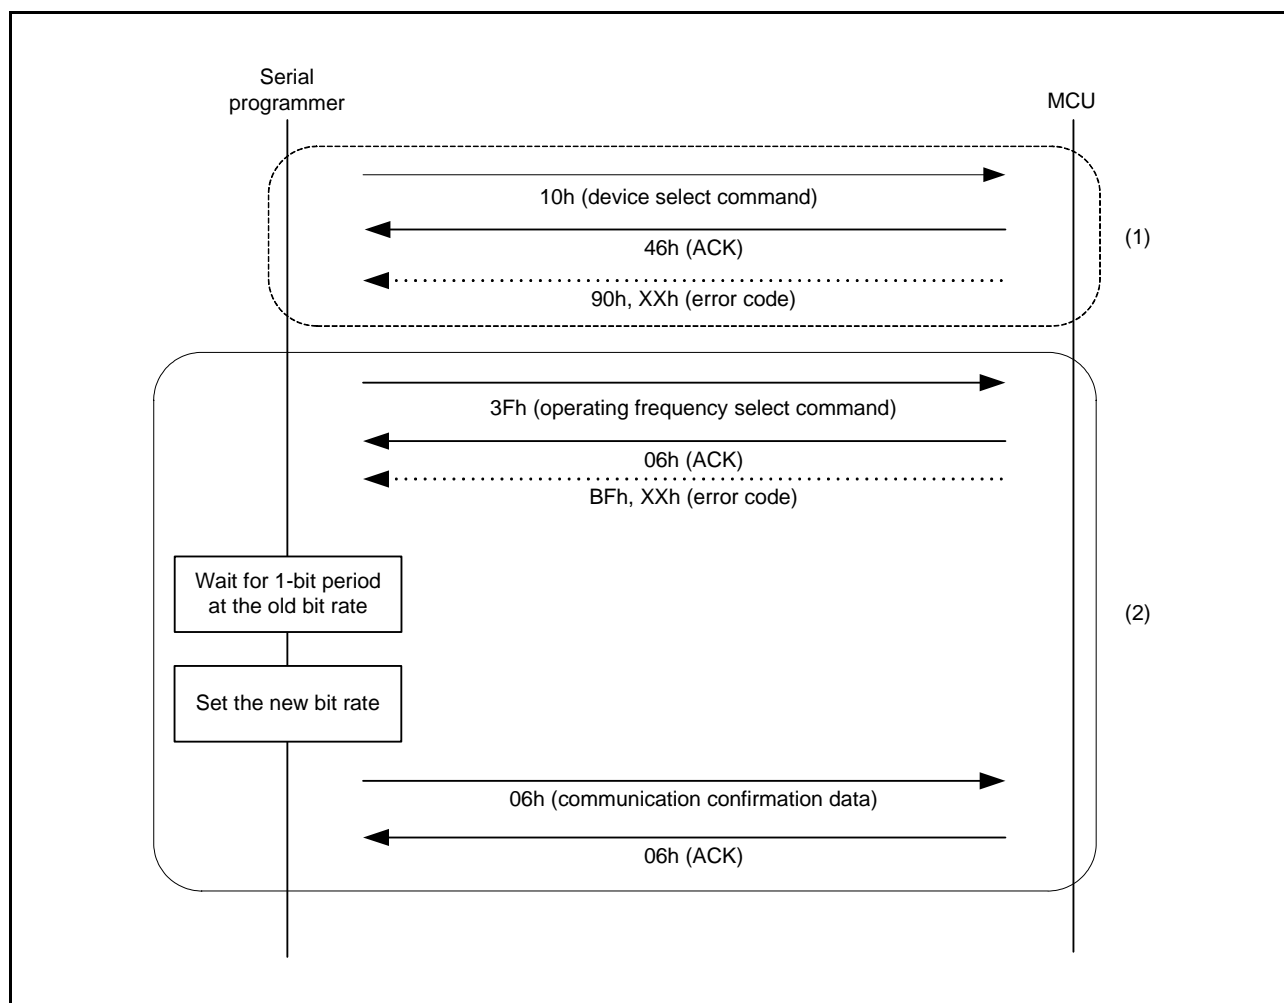 Serial
programmer
MCU
10h (device select command)
46h (ACK)
(1)
90h, XXh (error code)
3Fh (operating frequency select command)
06h (ACK)
BFh, XXh (error code)
Wait for 1-bit period
at the old bit rate
(2)
Set the new bit rate
06h (communication confirmation data)
06h (ACK)